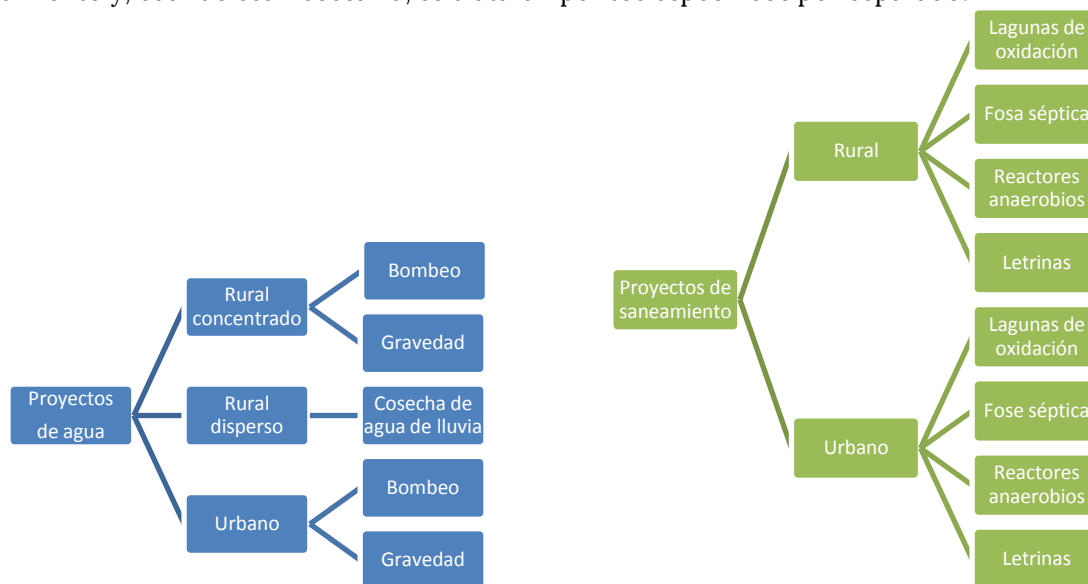 Proyectos
de agua
Rural
concentrado
Bombeo
Gravedad
Rural
disperso
Cosecha de
agua de lluvia
Urbano
Bombeo
Gravedad
Proyectos de
saneamiento
Rural
Lagunas de
oxidación
Fosa séptica
Reactores
anaerobios
Letrinas
Urbano
Lagunas de
oxidación
Fose séptica
Reactores
anaerobios
Letrinas